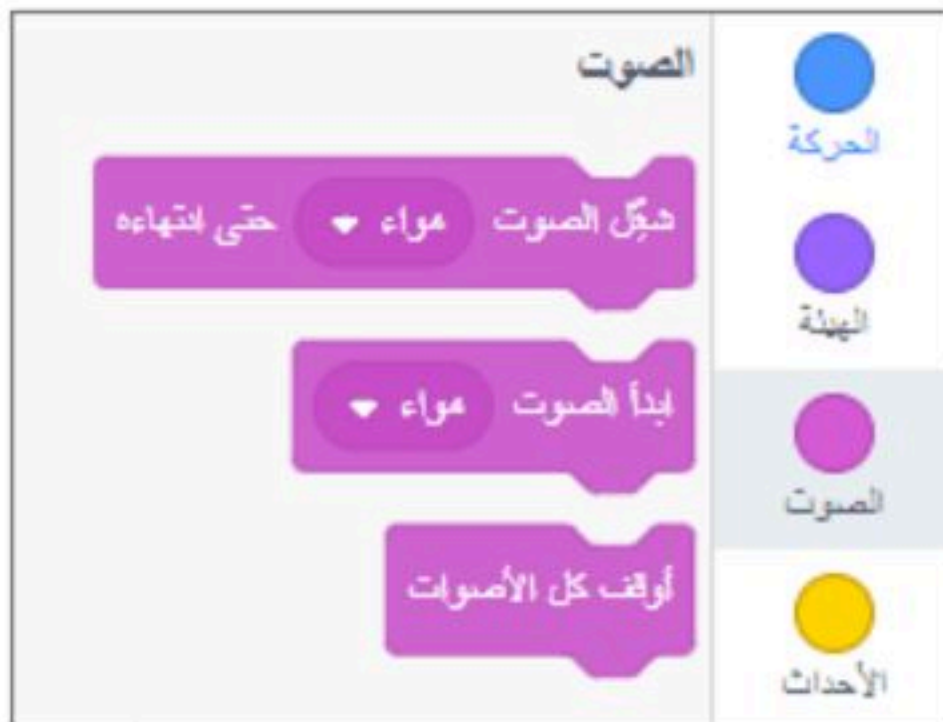 الصوت
شغِّل الصوت مواء حتى انتهاءه
ابدأ الصوت مواء
أوقف كل الأصوات
الحركة
الهيئة
الصوت
الأحداث